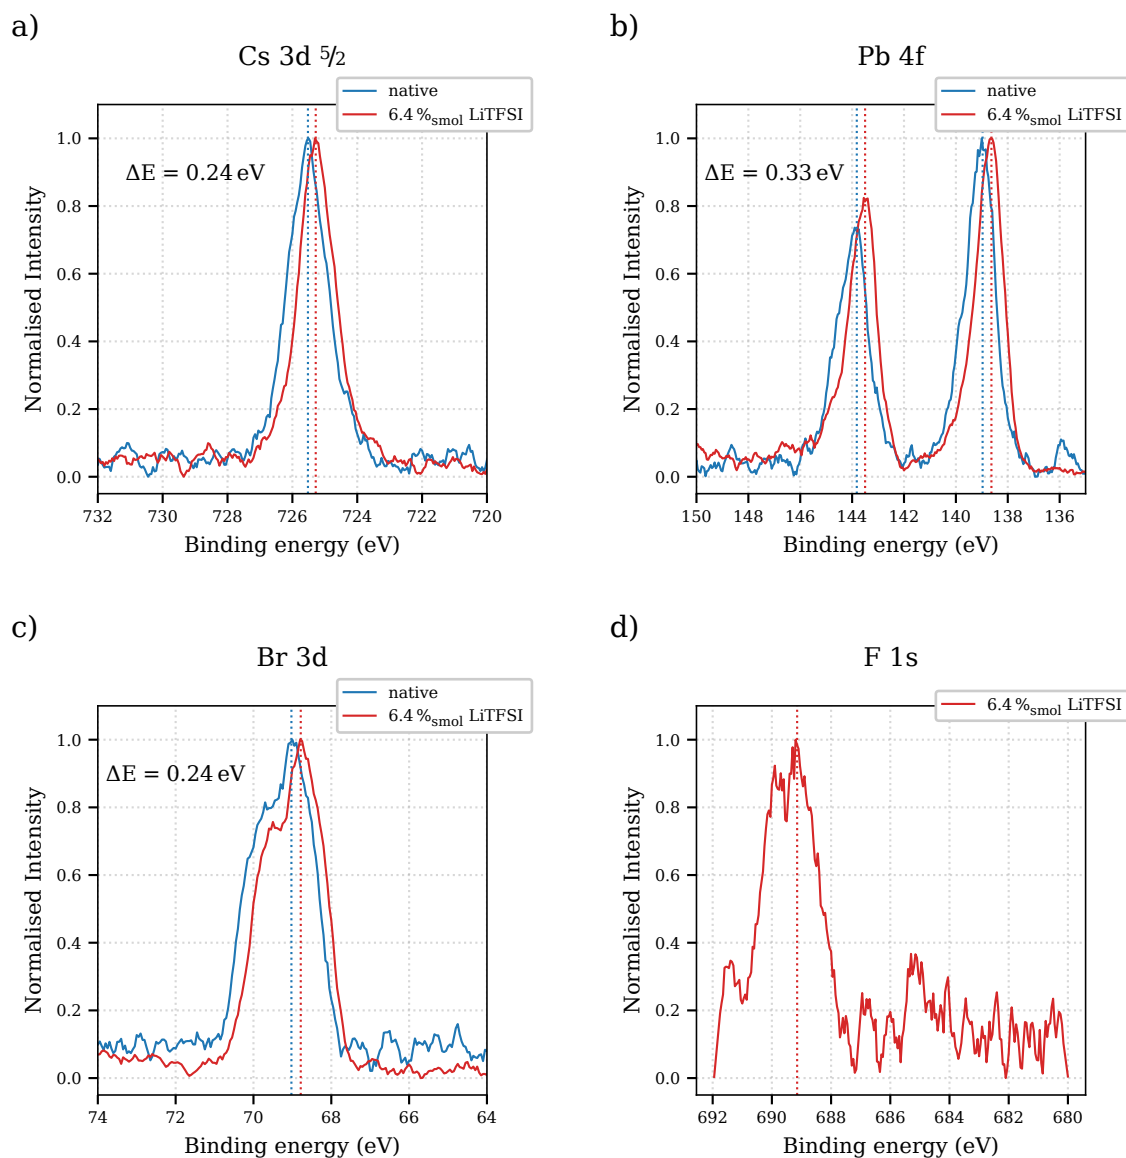 a)
Cs 3d 5/2
native
6.4 %smol LiTFSI
ΔE = 0.24 eV
Normalised Intensity
1.0
0.8
0.6
0.4
0.2
0.0
732 730 728 726 724 722 720
Binding energy (eV)
b)
Pb 4f
native
6.4 %smol LiTFSI
ΔE = 0.33 eV
Normalised Intensity
1.0
0.8
0.6
0.4
0.2
0.0
150 148 146 144 142 140 138 136
Binding energy (eV)
c)
Br 3d
native
6.4 %smol LiTFSI
ΔE = 0.24 eV
Normalised Intensity
1.0
0.8
0.6
0.4
0.2
0.0
74 72 70 68 66 64
Binding energy (eV)
d)
F 1s
6.4 %smol LiTFSI
Normalised Intensity
1.0
0.8
0.6
0.4
0.2
0.0
692 690 688 686 684 682 680
Binding energy (eV)